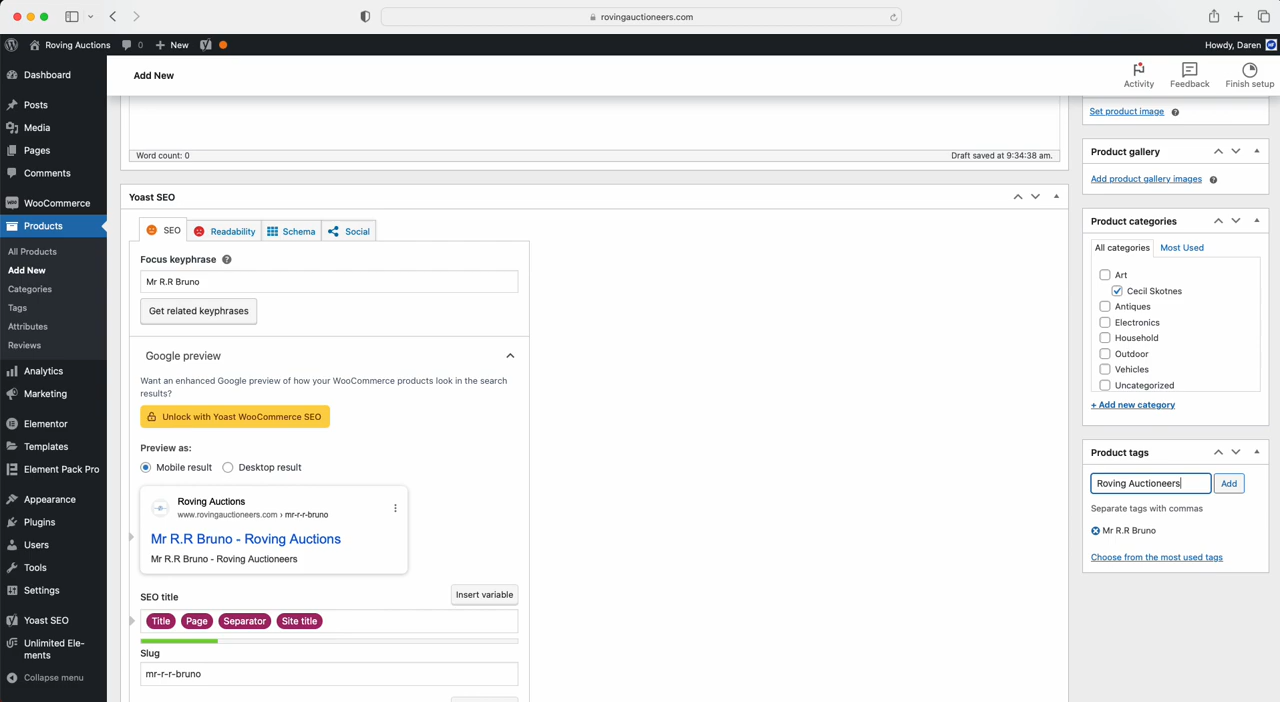 rovingauctioneers.com
Roving Auctions 0 New Howdy, Daren
Dashboard
Posts
Media
Pages
Comments
WooCommerce
Products
All Products
Add New
Categories
Tags
Attributes
Reviews
Analytics
Marketing
Elementor
Templates
Element Pack Pro
Appearance
Plugins
Users
Tools
Settings
Yoast SEO
Unlimited Ele-
ments
Collapse menu
Add New
Activity Feedback Finish setup
Word count: 0 Draft saved at 9:34:38 am.
Yoast SEO
SEO Readability Schema Social
Focus keyphrase
Mr R.R Bruno
Get related keyphrases
Google preview
Want an enhanced Google preview of how your WooCommerce products look in the search
results?
Unlock with Yoast WooCommerce SEO
Preview as:
Mobile result Desktop result
Roving Auctions
www.rovingauctioneers.com › mr-r-r-bruno
Mr R.R Bruno - Roving Auctions
Mr R.R Bruno - Roving Auctioneers
SEO title Insert variable
Title Page Separator Site title
Slug
mr-r-r-bruno
Set product image
Product gallery
Add product gallery images
Product categories
All categories Most Used
Art
Cecil Skotnes
Antiques
Electronics
Household
Outdoor
Vehicles
Uncategorized
+ Add new category
Product tags
Roving Auctioneers Add
Separate tags with commas
Mr R.R Bruno
Choose from the most used tags